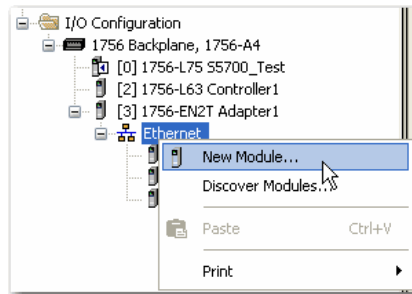 I/O Configuration
1756 Backplane, 1756-A4
[0] 1756-L75 S5700_Test
[2] 1756-L63 Controller1
[3] 1756-EN2T Adapter1
Ethernet
New Module...
Discover Modules...
Paste Ctrl+V
Print